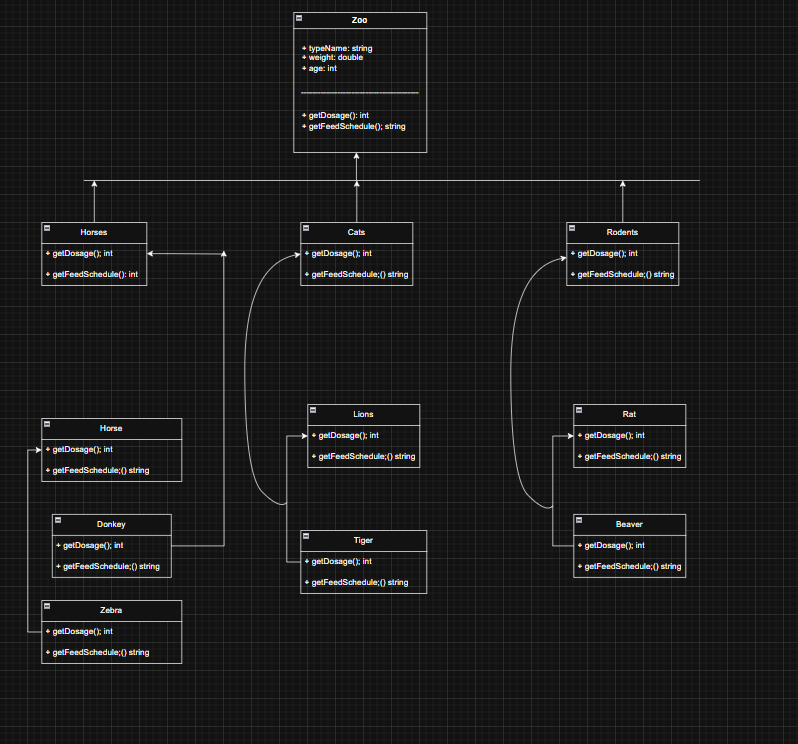 Zoo
+ typeName: string
+ weight: double
+ age: int
+ getDosage(): int
+ getFeedSchedule(); string
Horses
+ getDosage(); int
+ getFeedSchedule(): int
Cats
+ getDosage(); int
+ getFeedSchedule;() string
Rodents
+ getDosage(); int
+ getFeedSchedule;() string
Horse
+ getDosage(); int
+ getFeedSchedule;() string
Donkey
+ getDosage(); int
+ getFeedSchedule;() string
Zebra
+ getDosage(); int
+ getFeedSchedule;() string
Lions
+ getDosage(); int
+ getFeedSchedule;() string
Tiger
+ getDosage(); int
+ getFeedSchedule;() string
Rat
+ getDosage(); int
+ getFeedSchedule;() string
Beaver
+ getDosage(); int
+ getFeedSchedule;() string